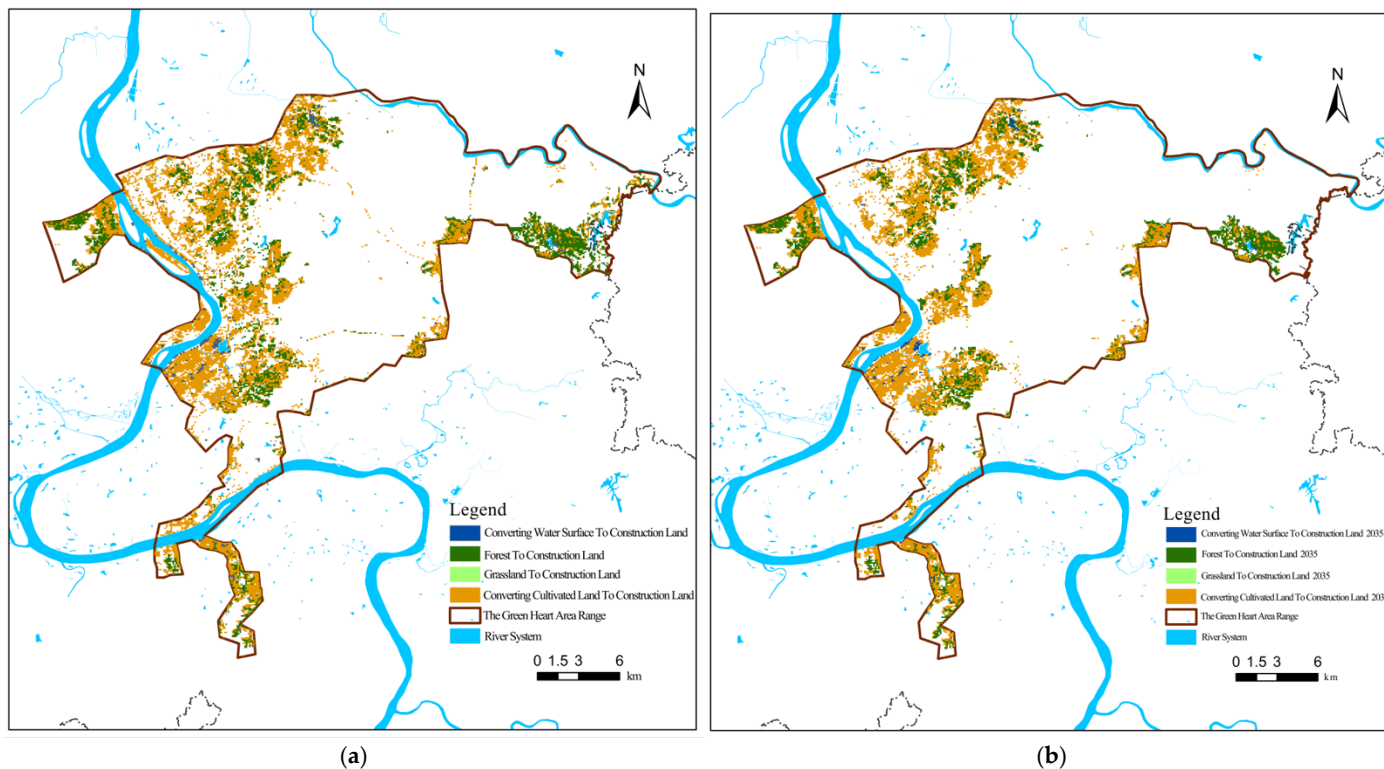 N
Legend
Converting Water Surface To Construction Land
Forest To Construction Land
Grassland To Construction Land
Converting Cultivated Land To Construction Land
The Green Heart Area Range
River System
0 1.5 3 6
km
(a)
N
Legend
Converting Water Surface To Construction Land 2035
Forest To Construction Land 2035
Grassland To Construction Land 2035
Converting Cultivated Land To Construction Land 203
The Green Heart Area Range
River System
0 1.5 3 6
km
(b)